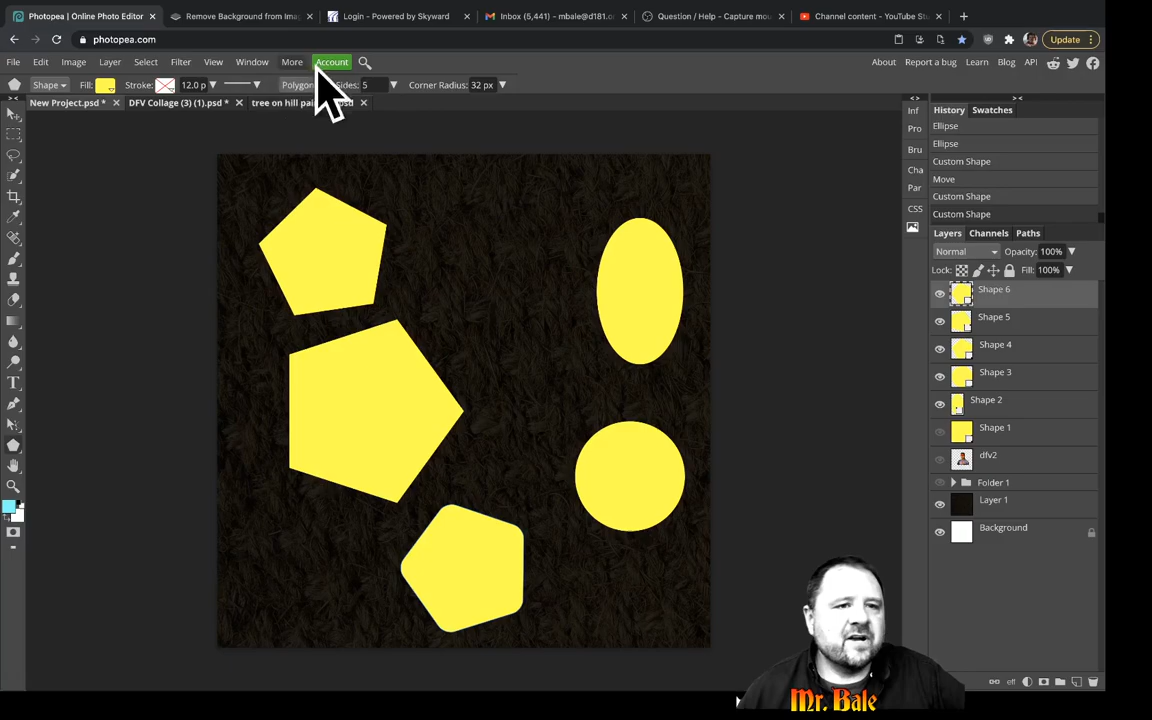 Photopea | Online Photo Editor
Remove Background from Ima
Login - Powered by Skyward
Inbox (5,441) - mbale@d181.o
Question / Help - Capture mou
Channel content - YouTube Stu
photopea.com
Update
File Edit Image Layer Select Filter View Window More Account
About Report a bug Learn Blog API
Shape Fill: Stroke: 12.0 p Polygon Sides: 5 Corner Radius: 32 px
New Project.psd * DFV Collage (3) (1).psd * tree on hill pai
Inf
Pro
Bru
Cha
Par
CSS
History Swatches
Ellipse
Ellipse
Custom Shape
Move
Custom Shape
Custom Shape
Layers Channels Paths
Normal Opacity: 100%
Lock: Fill: 100%
Shape 6
Shape 5
Shape 4
Shape 3
Shape 2
Shape 1
dfv2
Folder 1
Layer 1
Background
eff
Mr. Bale